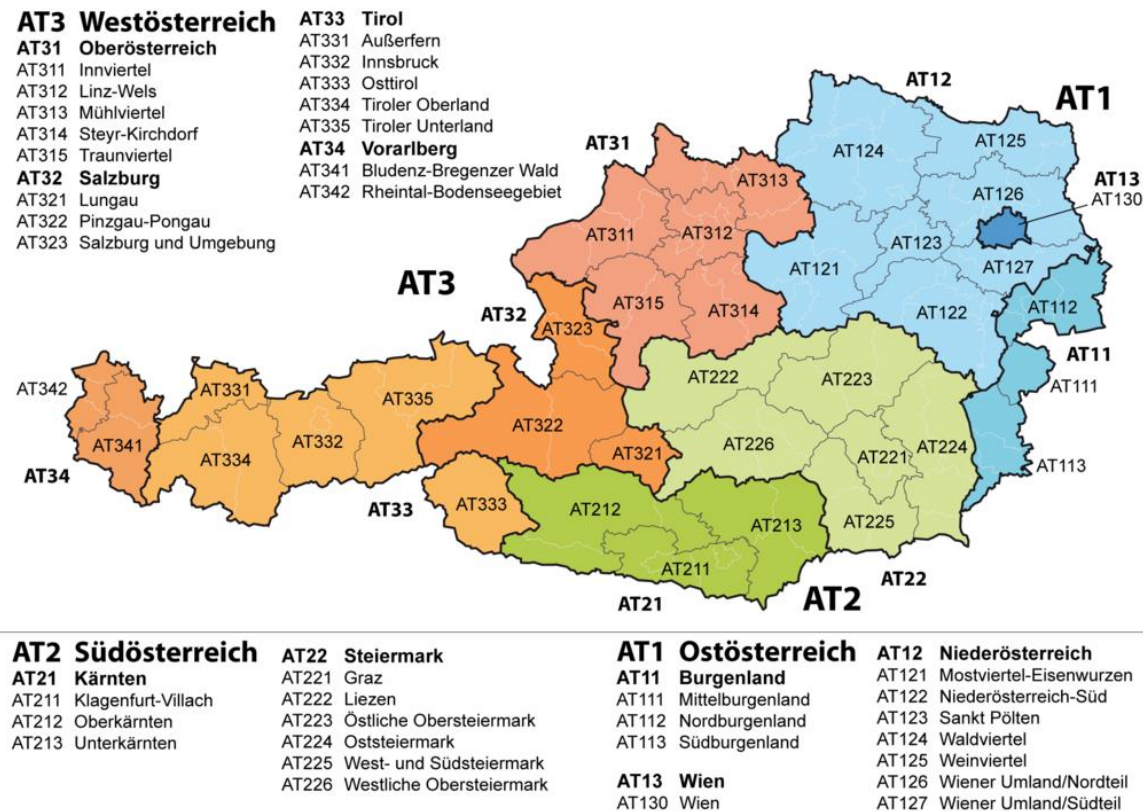 AT3 Westösterreich
AT31 Oberösterreich
AT311 Innviertel
AT312 Linz-Wels
AT313 Mühlviertel
AT314 Steyr-Kirchdorf
AT315 Traunviertel
AT32 Salzburg
AT321 Lungau
AT322 Pinzgau-Pongau
AT323 Salzburg und Umgebung
AT33 Tirol
AT331 Außerfern
AT332 Innsbruck
AT333 Osttirol
AT334 Tiroler Oberland
AT335 Tiroler Unterland
AT34 Vorarlberg
AT341 Bludenz-Bregenzer Wald
AT342 Rheintal-Bodenseegebiet
AT12
AT1
AT125
AT124
AT31
AT313
AT13
AT130
AT126
AT311
AT312
AT123
AT121
AT127
AT3
AT315
AT314
AT122
AT112
AT32
AT323
AT11
AT222
AT223
AT111
AT342
AT331
AT335
AT322
AT341
AT332
AT226
AT224
AT334
AT321
AT221
AT34
AT113
AT33
AT333
AT212
AT213
AT225
AT211
AT22
AT21
AT2
AT2 Südösterreich
AT21 Kärnten
AT211 Klagenfurt-Villach
AT212 Oberkärnten
AT213 Unterkärnten
AT22 Steiermark
AT221 Graz
AT222 Liezen
AT223 Östliche Obersteiermark
AT224 Oststeiermark
AT225 West- und Südsteiermark
AT226 Westliche Obersteiermark
AT1 Ostösterreich
AT11 Burgenland
AT111 Mittelburgenland
AT112 Nordburgenland
AT113 Südburgenland
AT13 Wien
AT130 Wien
AT12 Niederösterreich
AT121 Mostviertel-Eisenwurzen
AT122 Niederösterreich-Süd
AT123 Sankt Pölten
AT124 Waldviertel
AT125 Weinviertel
AT126 Wiener Umland/Nordteil
AT127 Wiener Umland/Südteil